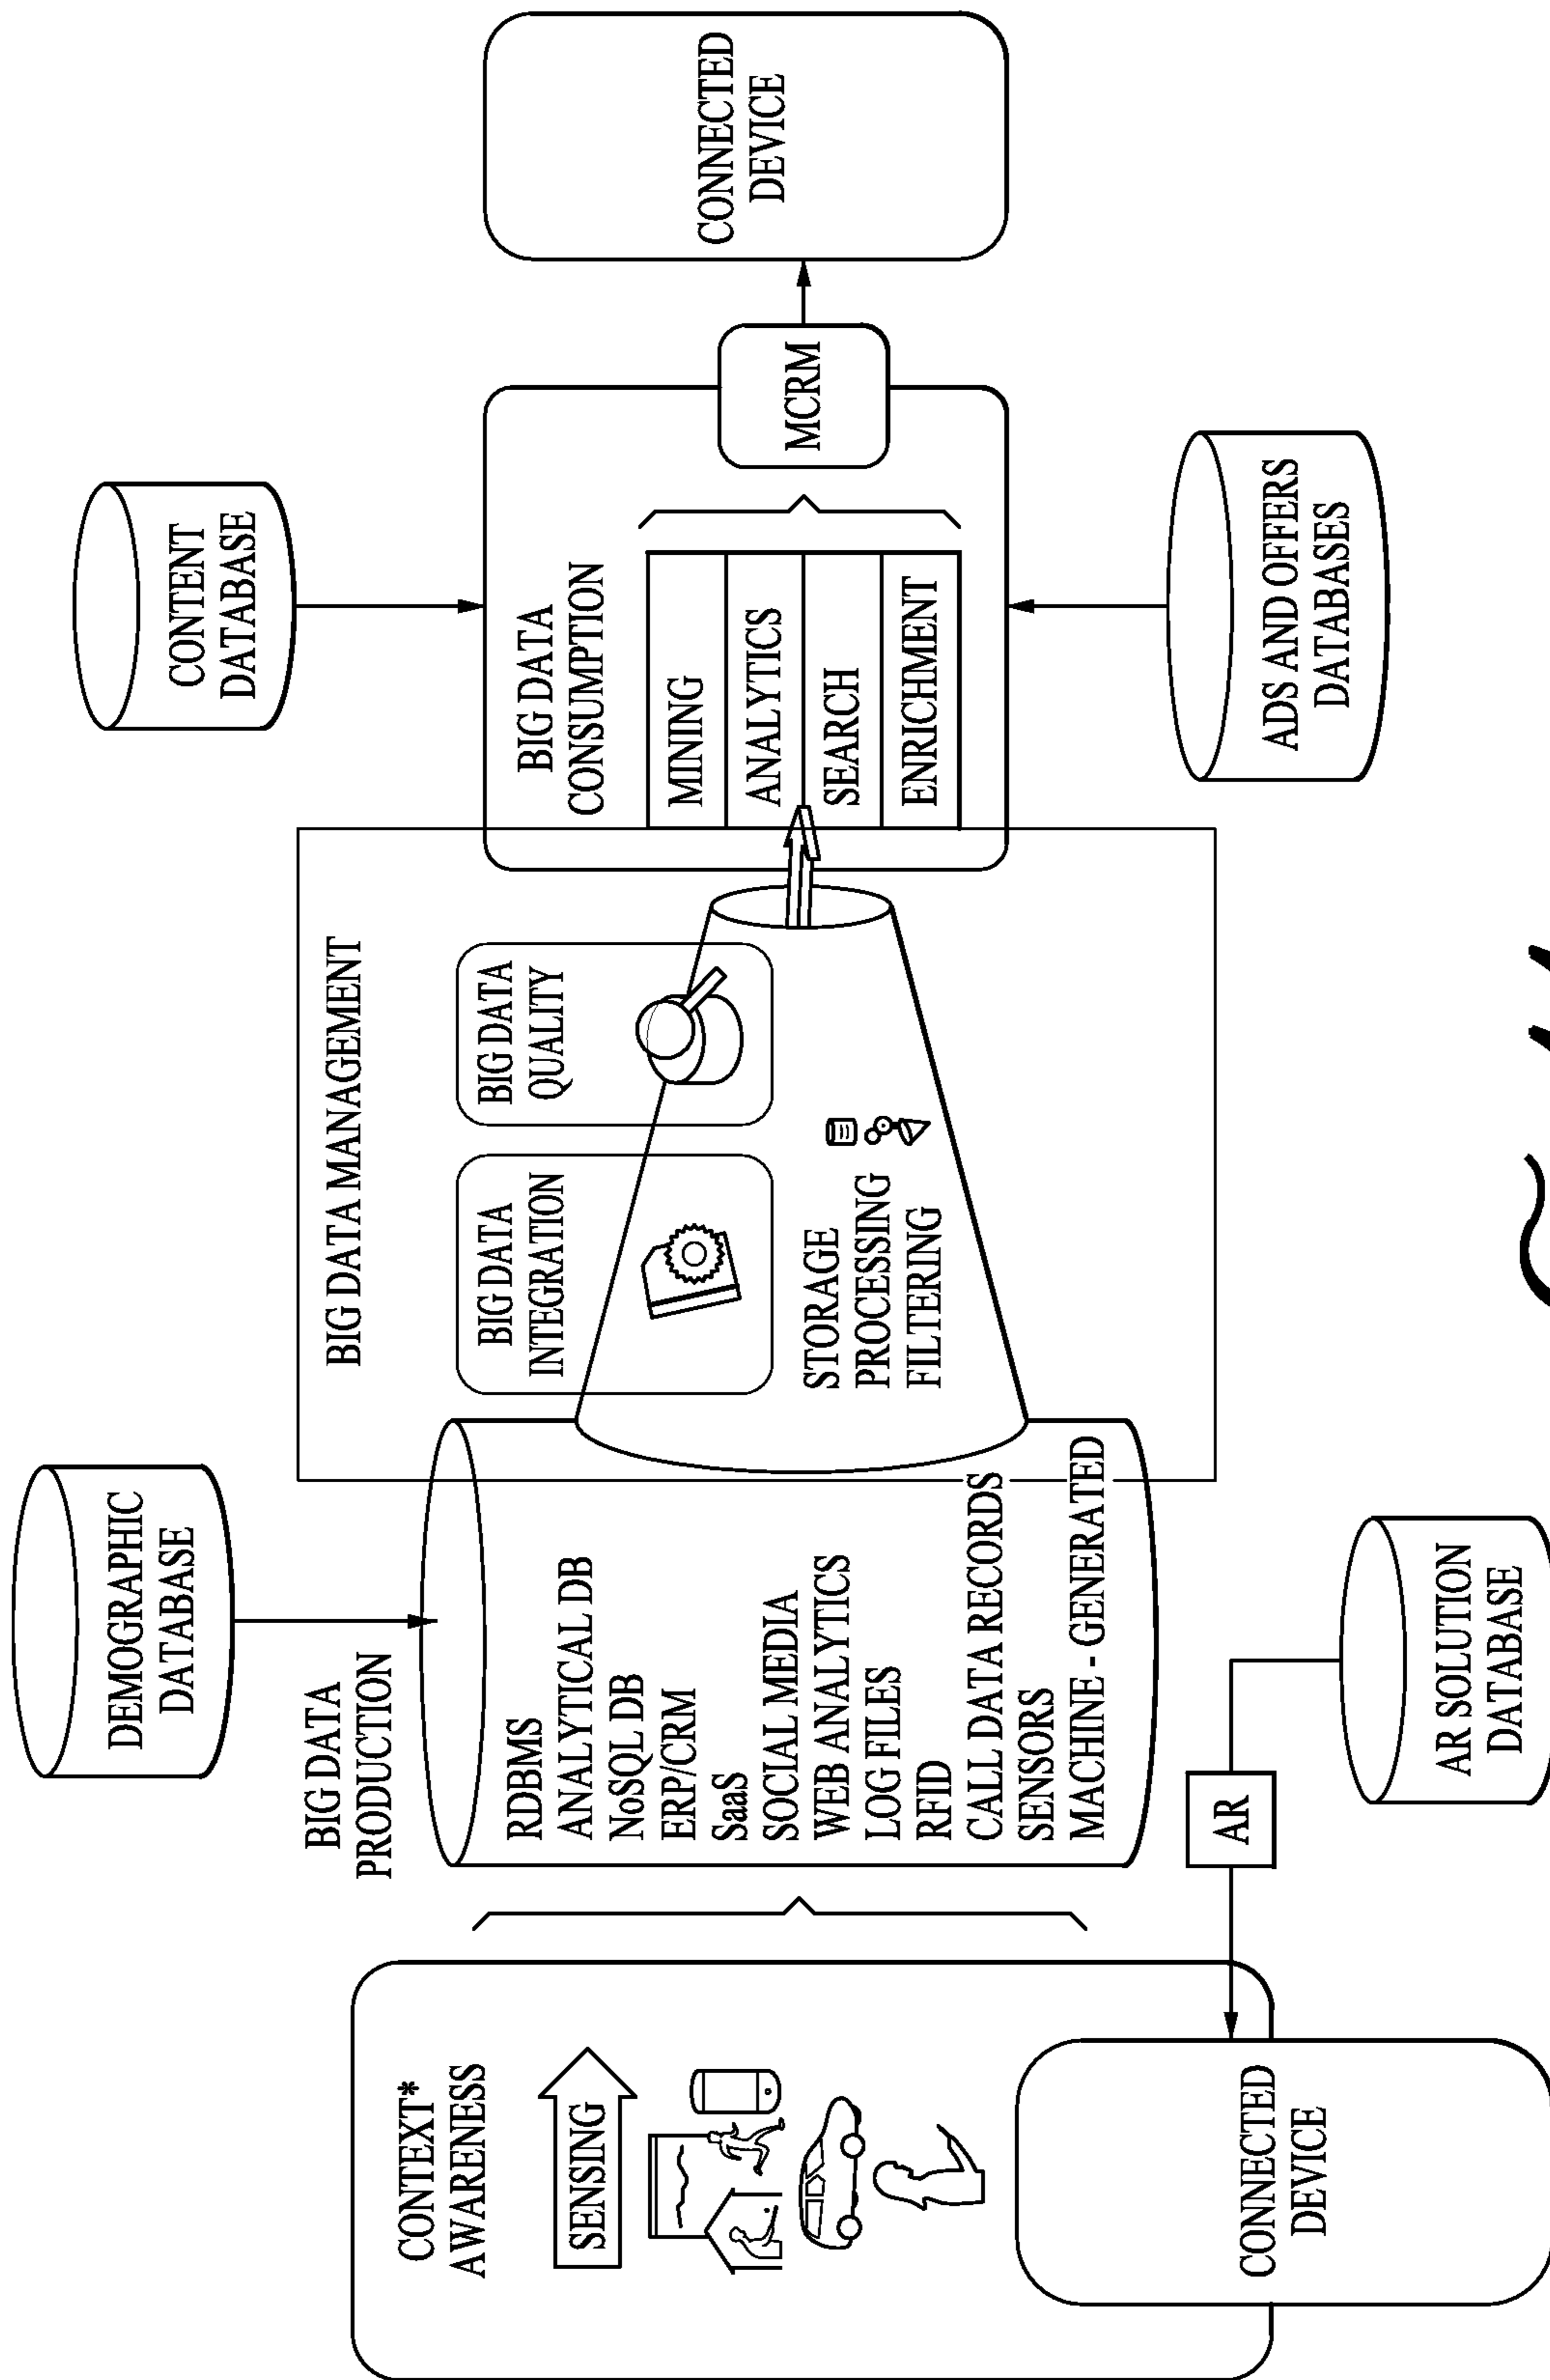 DEMOGRAPHIC
DATABASE
CONTENT
DATABASE
BIG DATA
PRODUCTION
BIG DATA MANAGEMENT
CONTEXT*
AWARENESS
SENSING
RDBMS
ANALYTICAL DB
NoSQL DB
ERP/CRM
SaaS
SOCIAL MEDIA
WEB ANALYTICS
LOG FILES
RFID
CALL DATA RECORDS
SENSORS
MACHINE - GENERATED
BIG DATA
INTEGRATION
BIG DATA
QUALITY
STORAGE
PROCESSING
FILTERING
BIG DATA
CONSUMPTION
MINING
ANALYTICS
SEARCH
ENRICHMENT
MCRM
CONNECTED
DEVICE
CONNECTED
DEVICE
AR
AR SOLUTION
DATABASE
ADS AND OFFERS
DATABASES